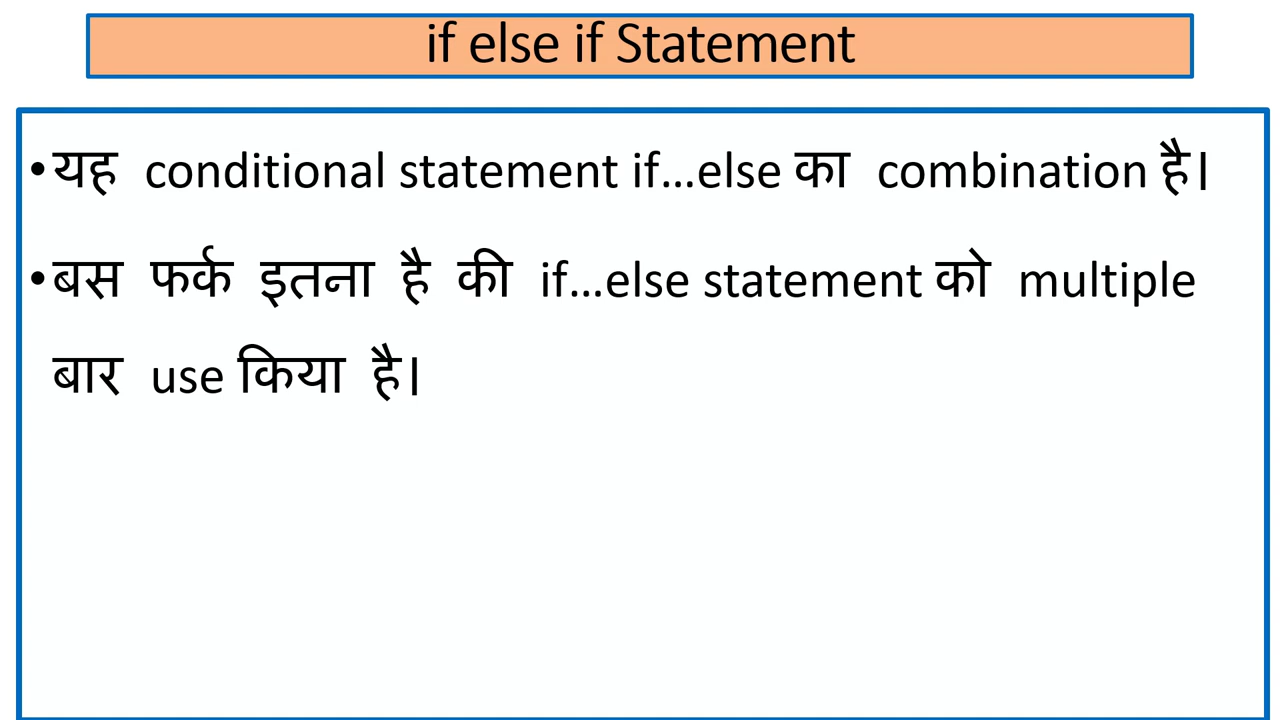 if else if Statement
•यह conditional statement if...else का combination है।
•बस फर्क इतना है की if...else statement को multiple
बार use किया है।